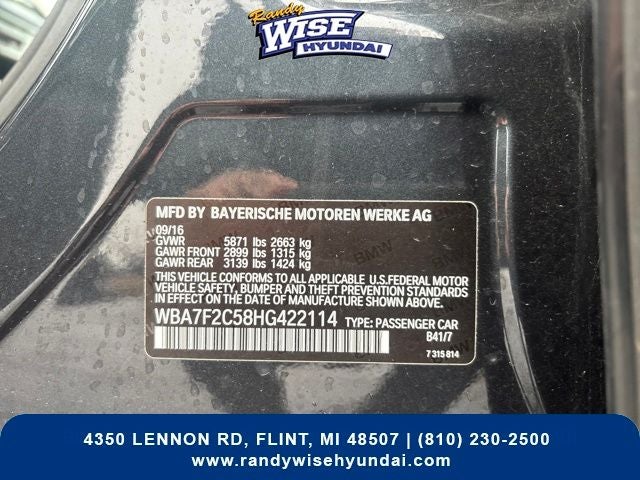 Randy
WISE
HYUNDAI
MFD BY BAYERISCHE MOTOREN WERKE AG
09/16
GVWR 5871 lbs 2663 kg
GAWR FRONT 2899 lbs 1315 kg
GAWR REAR 3139 lbs 1424 kg
THIS VEHICLE CONFORMS TO ALL APPLICABLE U.S.FEDERAL MOTOR
VEHICLE SAFETY, BUMPER AND THEFT PREVENTION STANDARDS
IN EFFECT ON THE DATE OF MANUFACTURE SHOWN ABOVE.
WBA7F2C58HG422114 TYPE: PASSENGER CAR
B41/7
7 315 814
4350 LENNON RD, FLINT, MI 48507 | (810) 230-2500
www.randywisehyundai.com